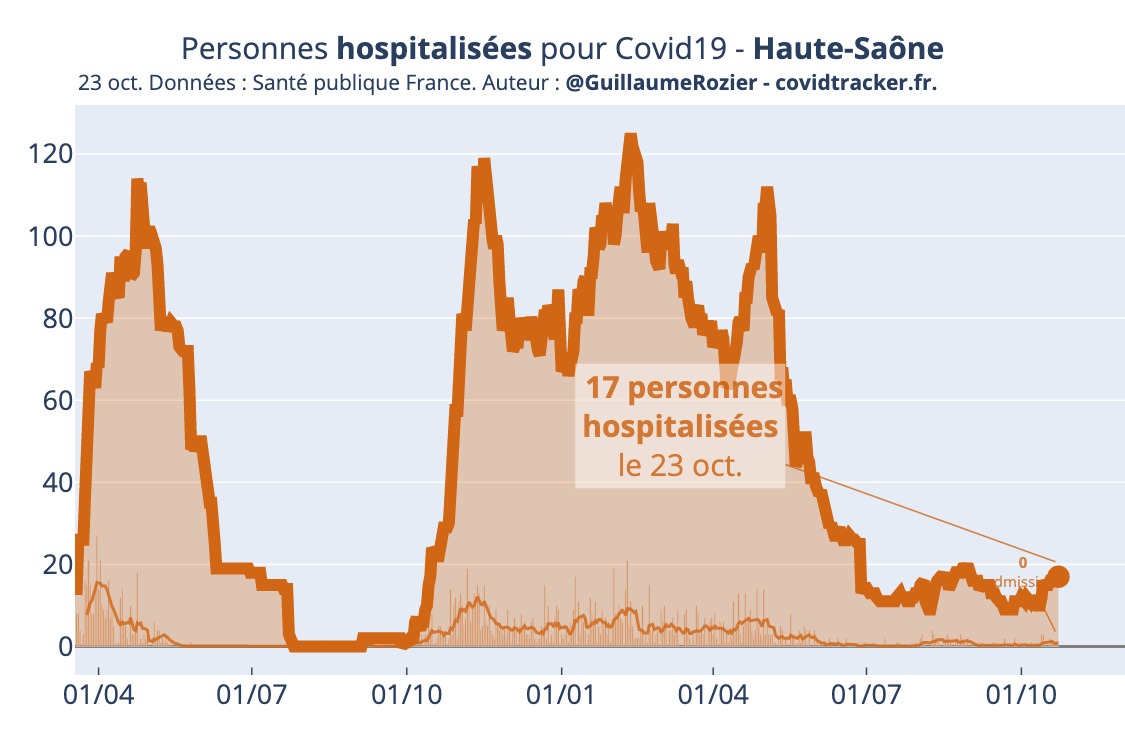 Personnes hospitalisées pour Covid19 - Haute-Saône
23 oct. Données : Santé publique France. Auteur : @GuillaumeRozier - covidtracker.fr.
120
100
80
60
40
20
0
17 personnes
hospitalisées
le 23 oct.
0
dmissi
01/04
01/07
01/10
01/01
01/04
01/07
01/10